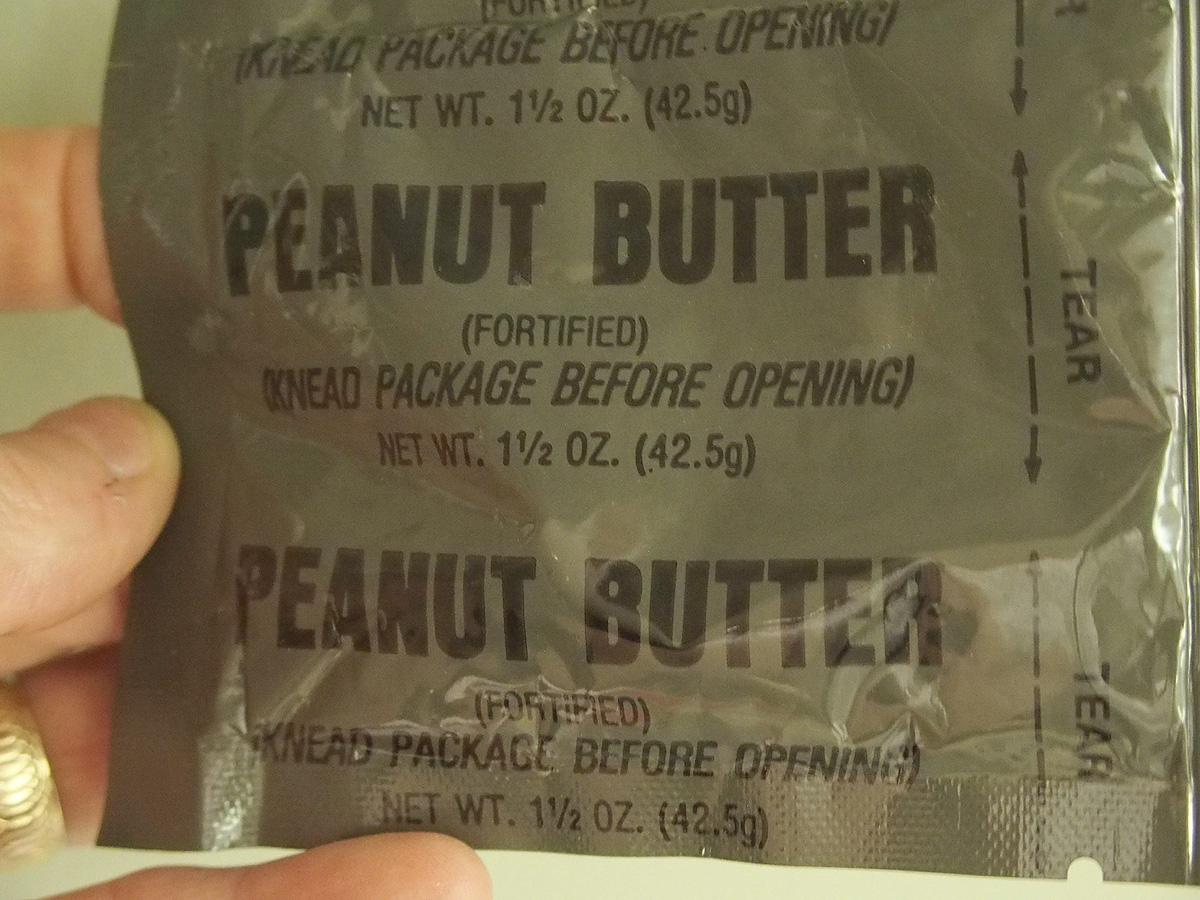 (FORTIFIED)
(KNEAD PACKAGE BEFORE OPENING)
NET WT. 1½ OZ. (42.5g)
PEANUT BUTTER
(FORTIFIED)
(KNEAD PACKAGE BEFORE OPENING)
NET WT. 1½ OZ. (42.5g)
TEAR
PEANUT BUTTER
(FORTIFIED)
(KNEAD PACKAGE BEFORE OPENING)
NET WT. 1½ OZ. (42.5g)
TEAR